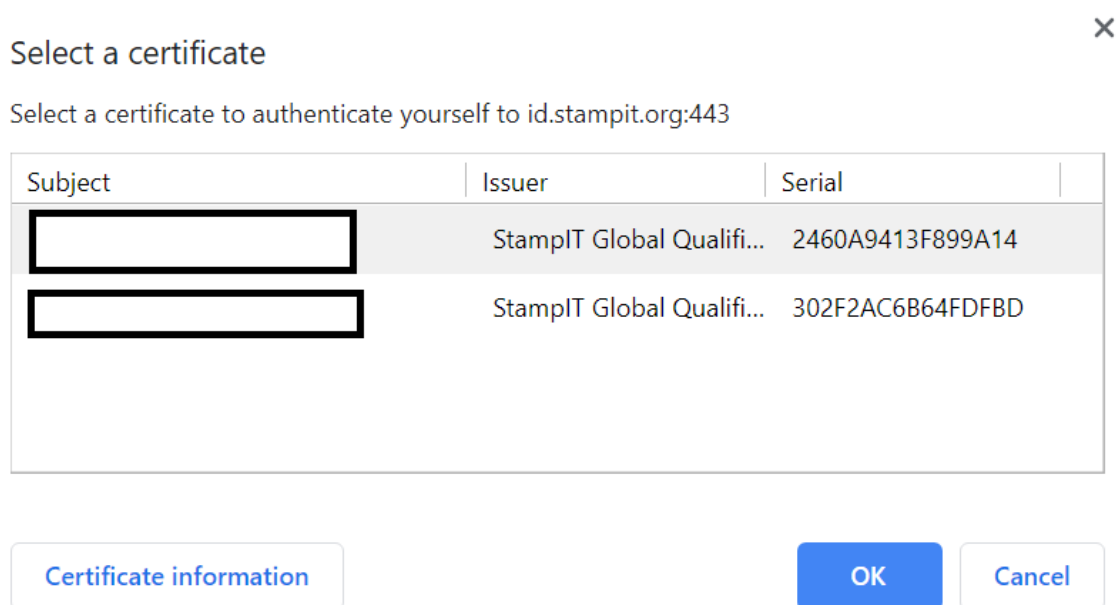 Select a certificate
Select a certificate to authenticate yourself to id.stampit.org:443
Subject Issuer Serial
StampIT Global Qualifi... 2460A9413F899A14
StampIT Global Qualifi... 302F2AC6B64FDFBD
Certificate information OK Cancel